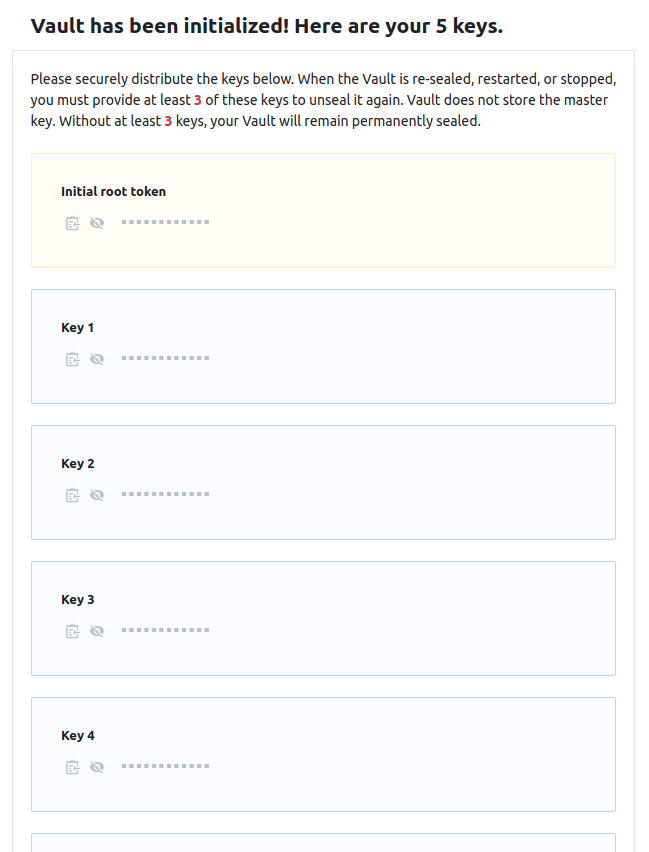 Vault has been initialized! Here are your 5 keys.
Please securely distribute the keys below. When the Vault is re-sealed, restarted, or stopped,
you must provide at least 3 of these keys to unseal it again. Vault does not store the master
key. Without at least 3 keys, your Vault will remain permanently sealed.
Initial root token
Key 1
Key 2
Key 3
Key 4